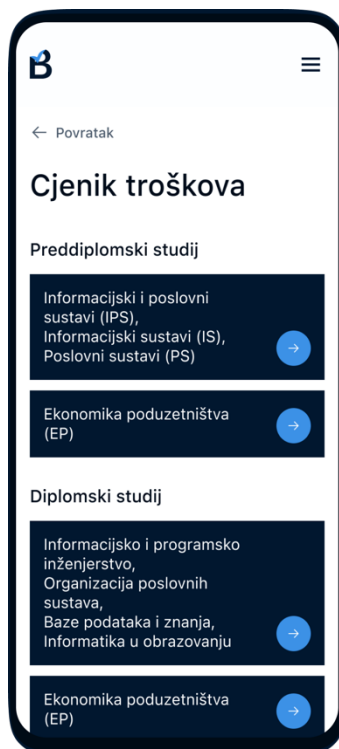 B
← Povratak
Cjenik troškova
Preddiplomski studij
Informacijski i poslovni
sustavi (IPS),
Informacijski sustavi (IS),
Poslovni sustavi (PS)
Ekonomika poduzetništva
(EP)
Diplomski studij
Informacijsko i programsko
inženjerstvo,
Organizacija poslovnih
sustava,
Baze podataka i znanja,
Informatika u obrazovanju
Ekonomika poduzetništva
(EP)